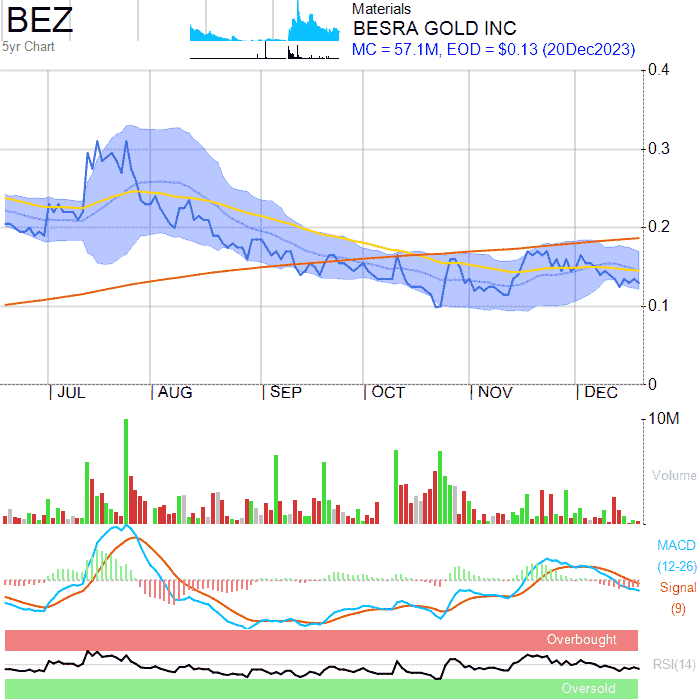 BEZ
5yr Chart
Materials
BESRA GOLD INC
MC = 57.1M, EOD = $0.13 (20Dec2023)
0.4
0.3
0.2
0.1
0
JUL AUG SEP OCT NOV DEC
10M
Volume
MACD
(12-26)
Signal
(9)
Overbought
RSI(14)
Oversold